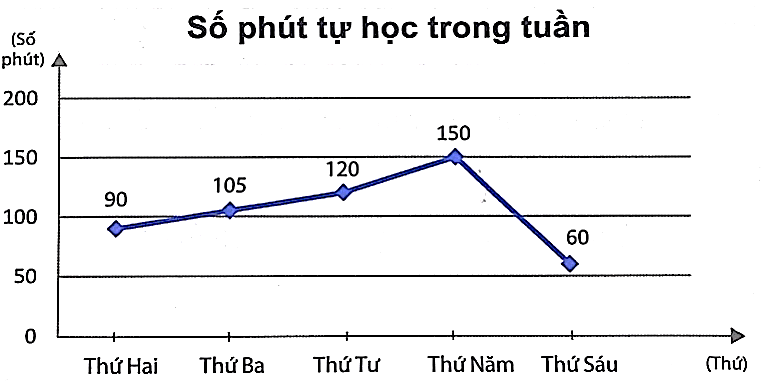 Số phút tự học trong tuần
(Số
phút)
200
150
100
50
0
90
105
120
150
60
Thứ Hai
Thứ Ba
Thứ Tư
Thứ Năm
Thứ Sáu
(Thứ)